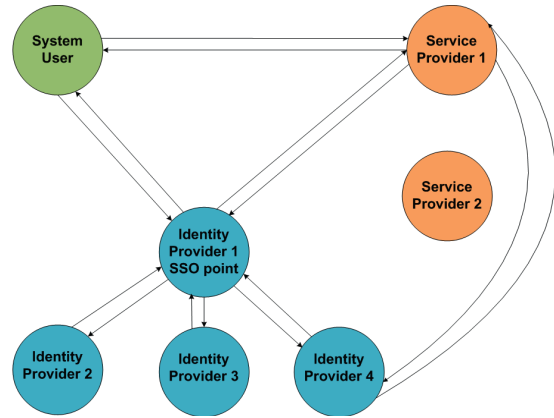 System
User
Service
Provider 1
Service
Provider 2
Identity
Provider 1
SSO point
Identity
Provider 2
Identity
Provider 3
Identity
Provider 4